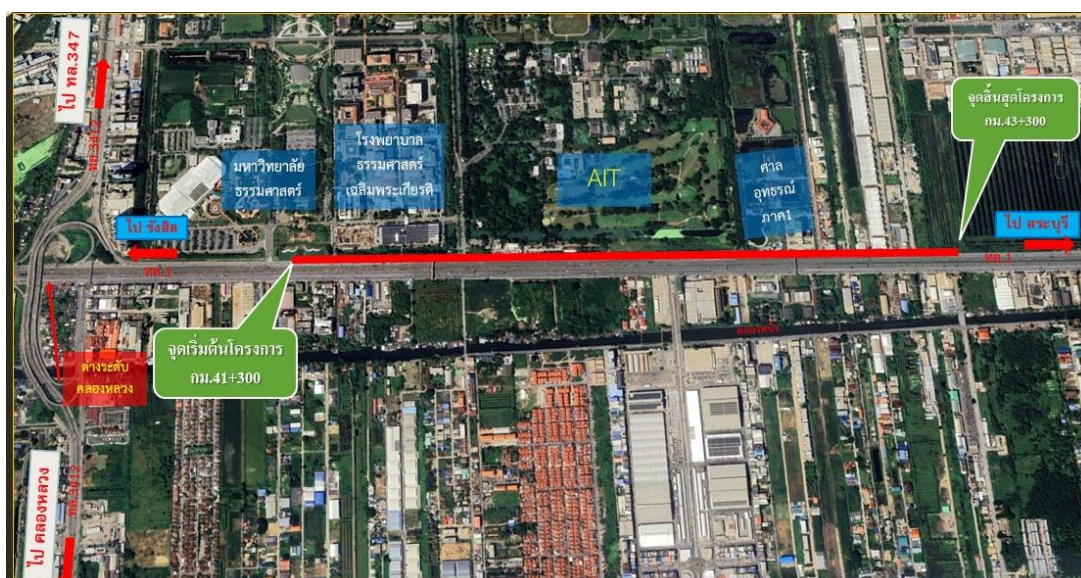 ไป ทล.347
ทล.3412
มหาวิทยาลัย
ธรรมศาสตร์
โรงพยาบาล
ธรรมศาสตร์
เฉลิมพระเกียรติ
AIT
ศาล
อุทธรณ์
ภาค1
จุดสิ้นสุดโครงการ
กม.43+300
ไป รังสิต
ไป สระบุรี
ทล.1
ทล.1
จุดเริ่มต้นโครงการ
กม.41+300
คลองหนึ่ง
ต่างระดับ
คลองหลวง
ไป คลองหลวง
ทล.3412